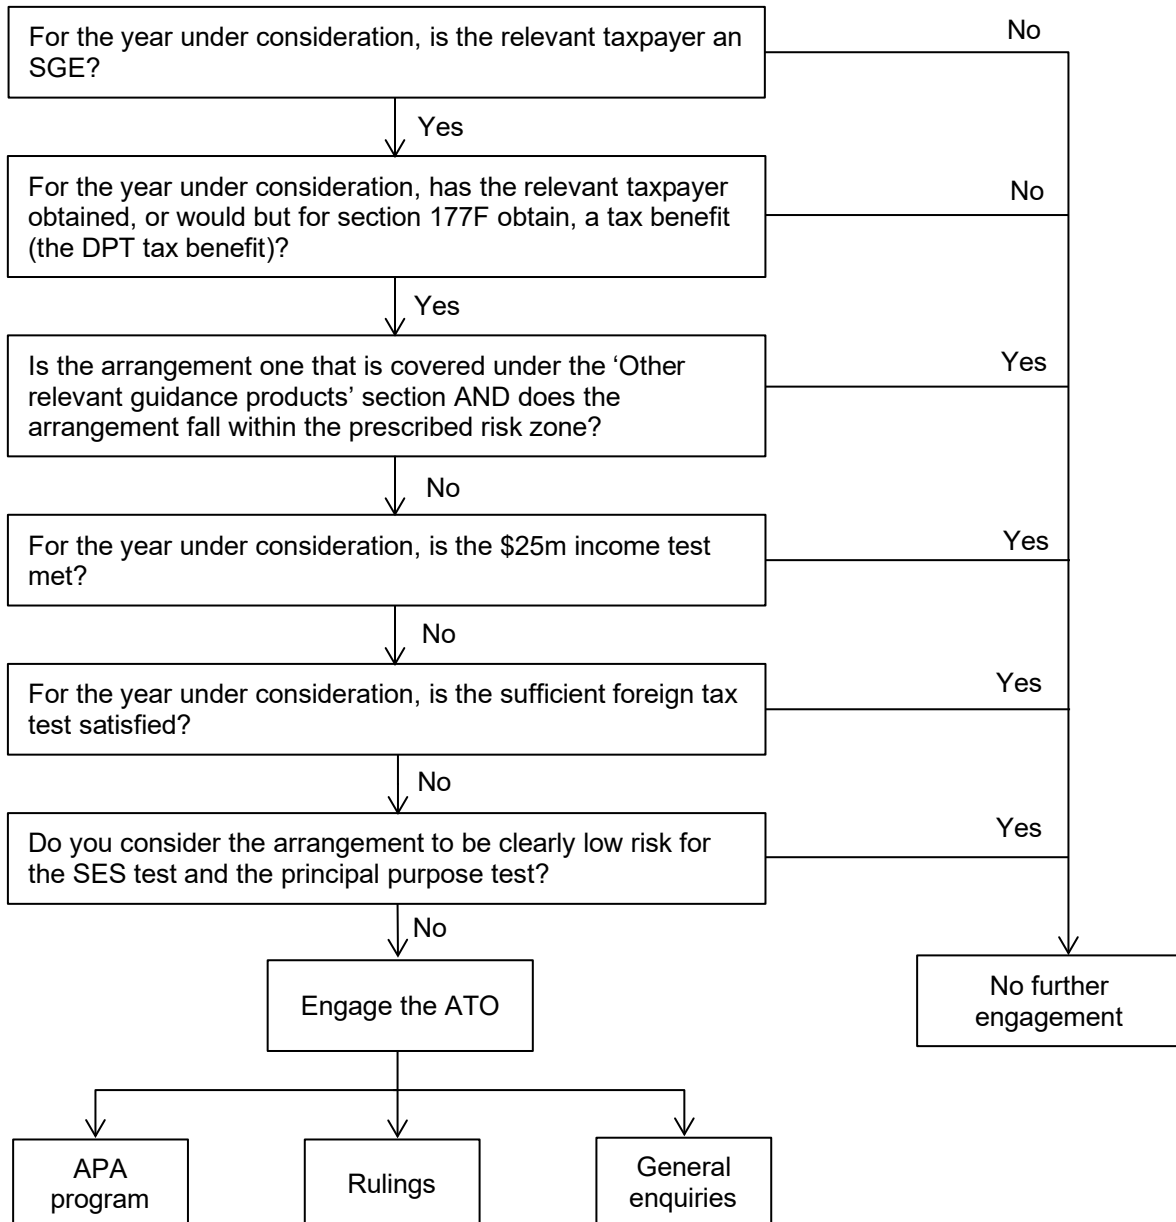 For the year under consideration, is the relevant taxpayer an
SGE?
No
Yes
For the year under consideration, has the relevant taxpayer
obtained, or would but for section 177F obtain, a tax benefit
(the DPT tax benefit)?
No
Yes
Is the arrangement one that is covered under the ‘Other
relevant guidance products’ section AND does the
arrangement fall within the prescribed risk zone?
Yes
No
For the year under consideration, is the $25m income test
met?
Yes
No
For the year under consideration, is the sufficient foreign tax
test satisfied?
Yes
No
Do you consider the arrangement to be clearly low risk for
the SES test and the principal purpose test?
Yes
No
Engage the ATO
No further
engagement
APA
program
Rulings
General
enquiries